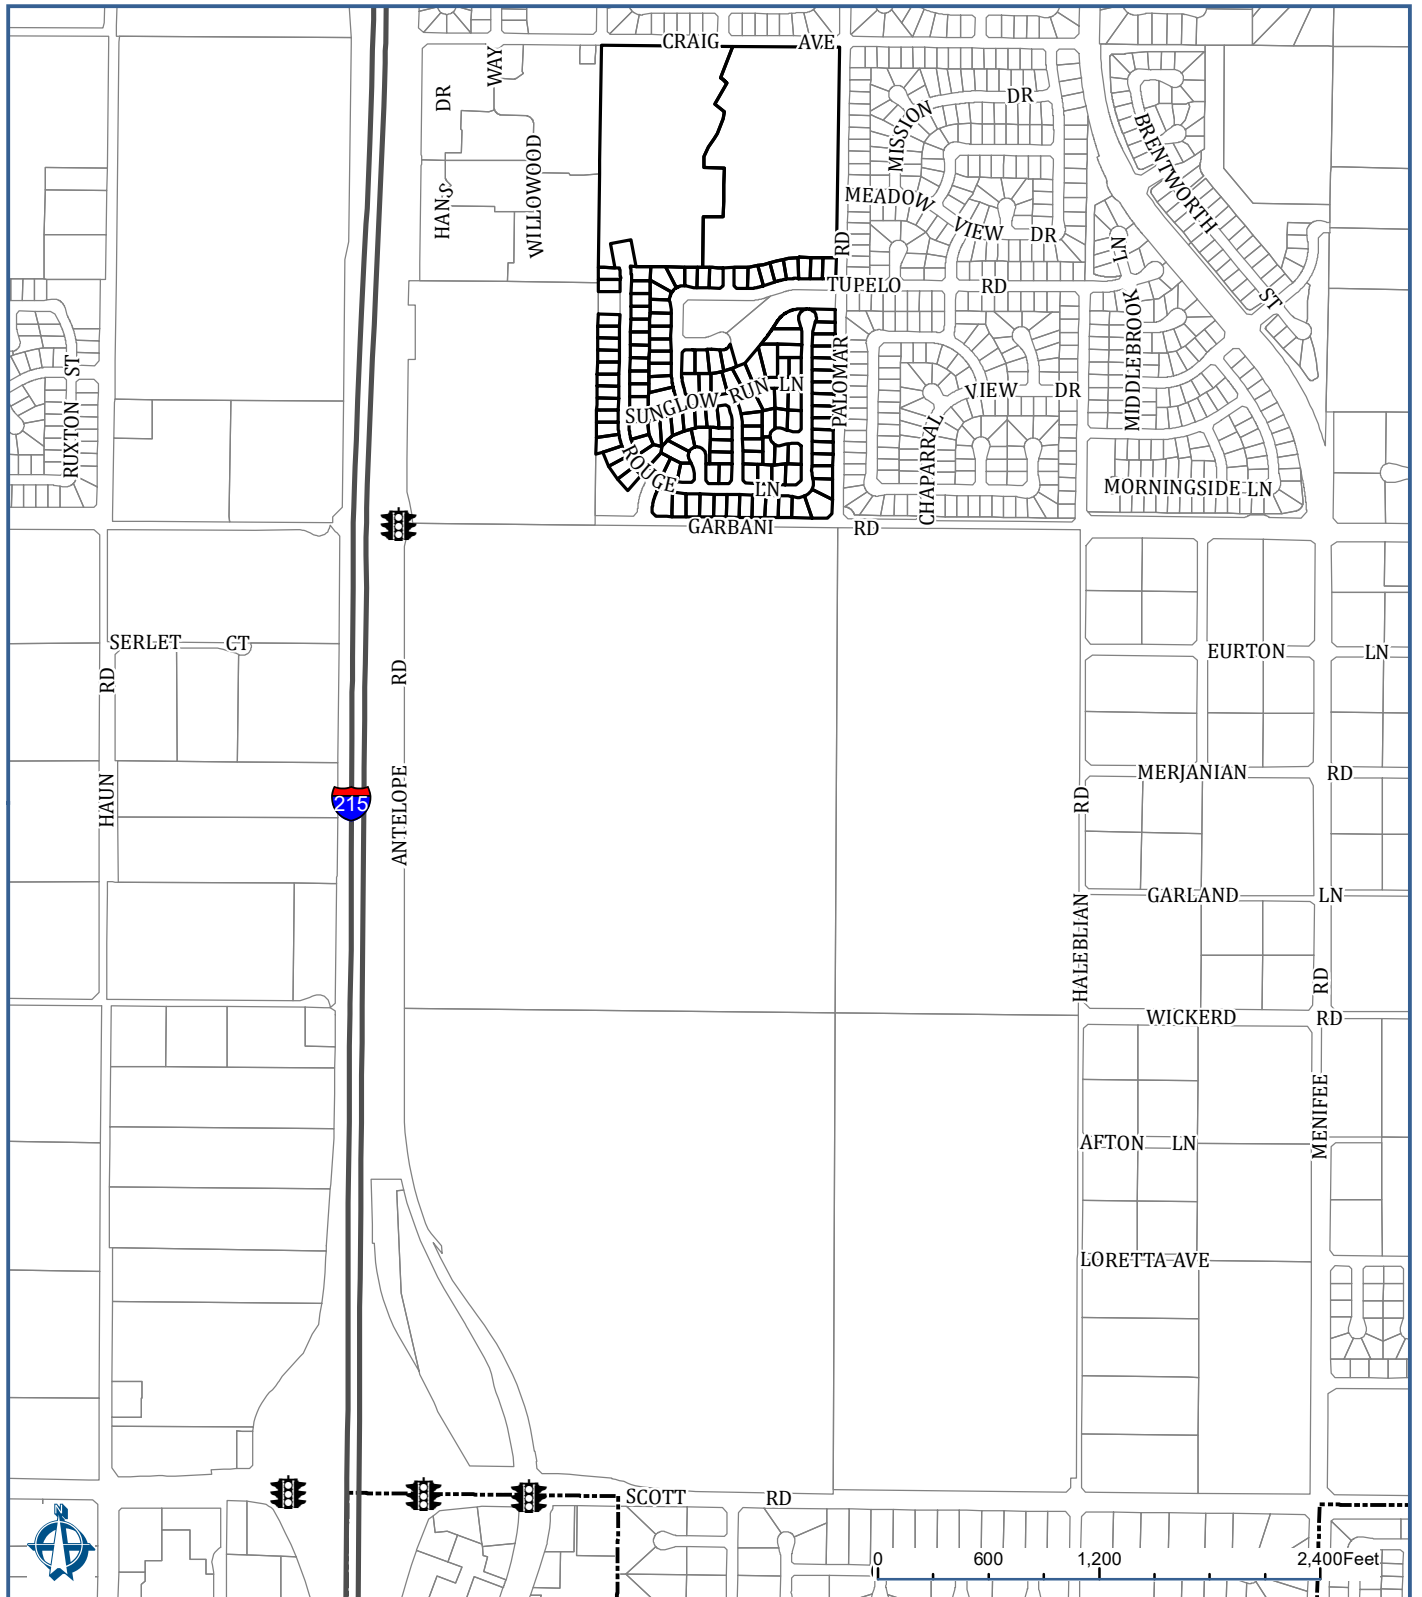 CRAIG AVE
DR
WAY
HANS
WILLOWOOD
MISSION
DR
BRENTWORTH
ST
MEADOW
VIEW DR
RD
TUPELO RD
LN
MIDDLEBROOK
RUXTON ST
SUNGLOW RUN LN
PALOMAR
VIEW DR
CHAPARRAL
ROUGE
LN
MORNINGSIDE LN
GARBANI RD
SERLET CT
RD
RD
EURTON LN
HAUN
215
ANTELOPE
RD
MERJANIAN RD
GARLAND LN
HALEBLIAN
RD
WICKERD RD
MENIFEE
AFTON LN
LORETTA AVE
SCOTT RD
N
0 600 1,200 2,400 Feet